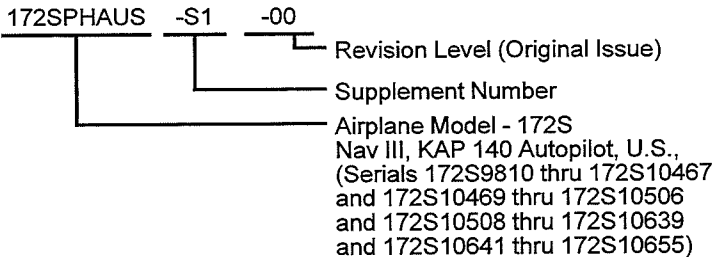 172SPHAUS -S1 -00
Revision Level (Original Issue)
Supplement Number
Airplane Model - 172S
Nav III, KAP 140 Autopilot, U.S.,
(Serials 172S9810 thru 172S10467
and 172S10469 thru 172S10506
and 172S10508 thru 172S10639
and 172S10641 thru 172S10655)